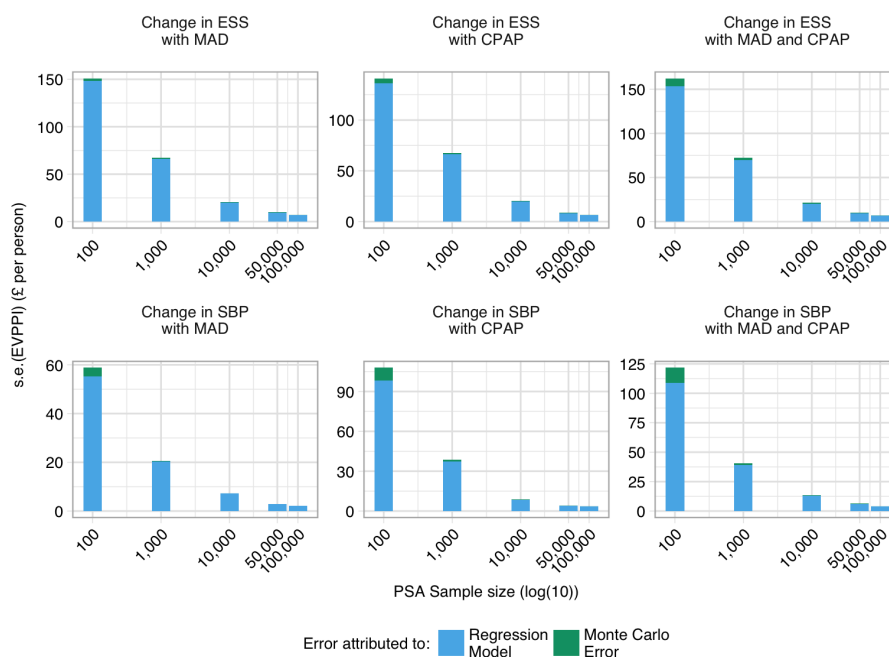 Change in ESS
with MAD
Change in ESS
with CPAP
Change in ESS
with MAD and CPAP
s.e.(EVPPI) (£ per person)
150
100
50
0
100
1,000
10,000
50,000
100,000
100
50
0
100
1,000
10,000
50,000
100,000
150
100
50
0
100
1,000
10,000
50,000
100,000
Change in SBP
with MAD
Change in SBP
with CPAP
Change in SBP
with MAD and CPAP
60
40
20
0
100
1,000
10,000
50,000
100,000
90
60
30
0
100
1,000
10,000
50,000
100,000
125
100
75
50
25
0
100
1,000
10,000
50,000
100,000
PSA Sample size (log(10))
Error attributed to:
Regression
Model
Monte Carlo
Error